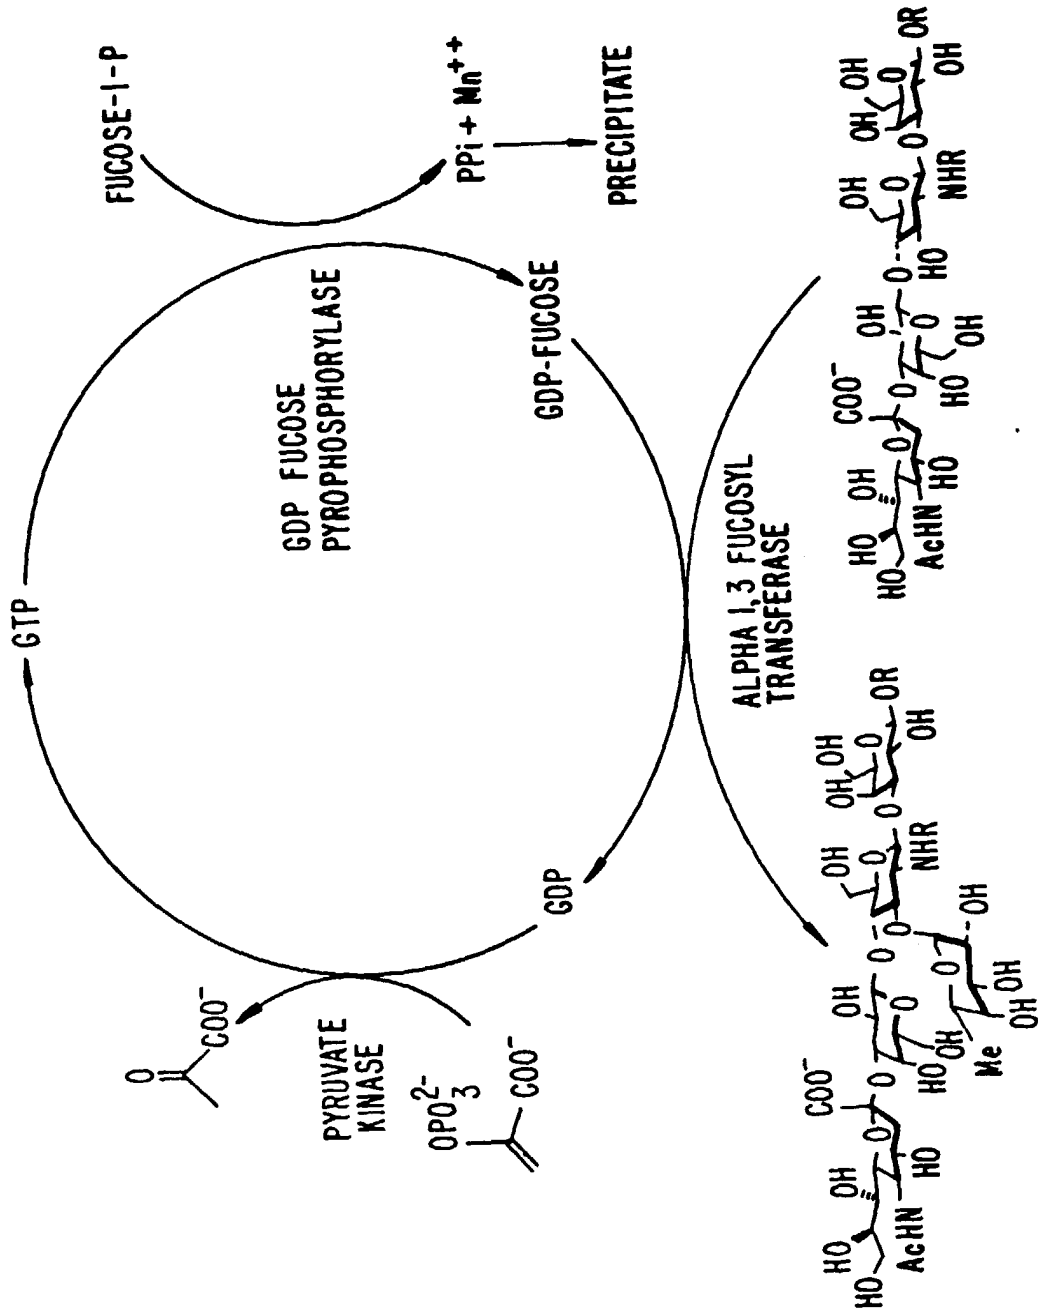 GTP
FUCOSE-1-P
O
COO⁻
GDP FUCOSE
PYROPHOSPHORYLASE
PYRUVATE
KINASE
OPO₃²⁻
COO⁻
PPi + Mn⁺⁺
GDP-FUCOSE
GDP
PRECIPITATE
ALPHA 1,3 FUCOSYL
TRANSFERASE
COO⁻
HO OH OH OH OH OH
HO O O O O O O O O OR
AcHN HO HO OH NHR OH
O OH
Me OH OH
COO⁻
HO OH OH OH OH OH
HO O O O O O O O OR
AcHN HO HO OH HO NHR OH